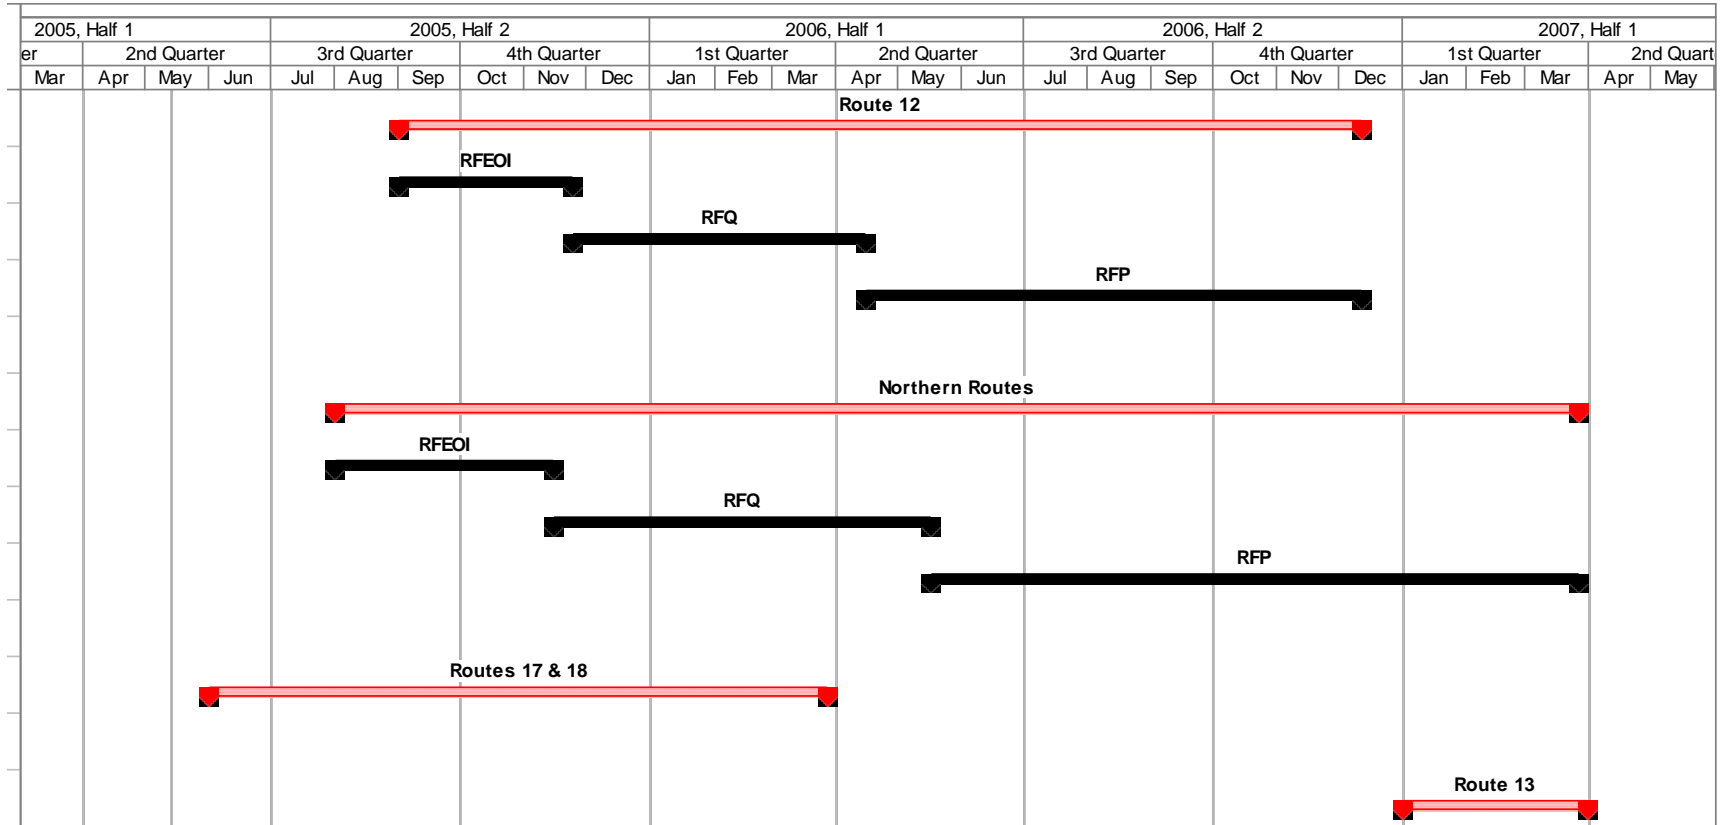 2005, Half 1 2005, Half 2 2006, Half 1 2006, Half 2 2007, Half 1
er 2nd Quarter 3rd Quarter 4th Quarter 1st Quarter 2nd Quarter 3rd Quarter 4th Quarter 1st Quarter 2nd Quart
Mar Apr May Jun Jul Aug Sep Oct Nov Dec Jan Feb Mar Apr May Jun Jul Aug Sep Oct Nov Dec Jan Feb Mar Apr May
Route 12
RFEOI
RFQ
RFP
Northern Routes
RFEOI
RFQ
RFP
Routes 17 & 18
Route 13